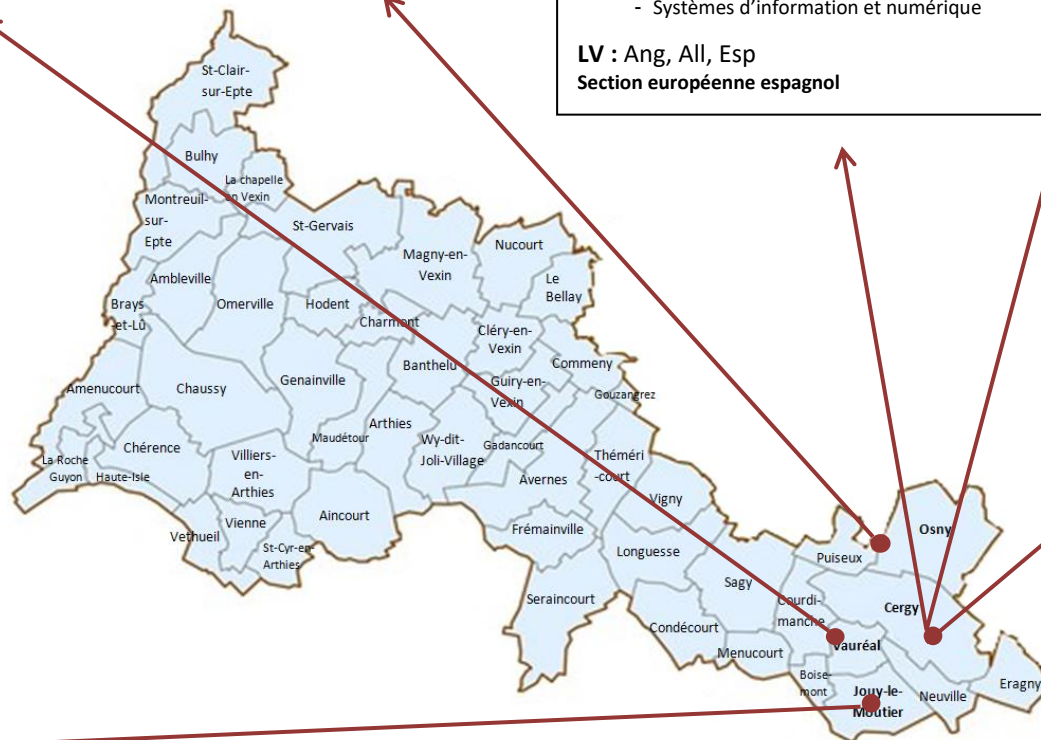 - Systèmes d'information et numérique
LV : Ang, All, Esp
Section européenne espagnol
St-Clair-
sur-Epte
Bulhy
La chapelle
en Vexin
Montreuil-
sur-
Epte
St-Gervais
Magny-en-
Vexin
Nucourt
Le
Bellay
Ambleville
Omerville
Hodent
Charmont
Brays
-et-Lû
Cléry-en-
Vexin
Commeny
Banthelu
Guiry-en-
Vexin
Gouzangrez
Amenucourt
Chaussy
Genainville
Maudétour
Arthies
Wy-dit-
Joli-Village
Gadancourt
Théméri
-court
Avernes
Vigny
La Roche
Guyon
Haute-Isle
Chérence
Villiers-
en-
Arthies
Aincourt
Vethueil
Vienne
St-Cyr-en-
Arthies
Frémainville
Longuesse
Seraincourt
Sagy
Condécourt
Menucourt
Puiseux
Osny
Courdi-
manche
Cergy
Vauréal
Boise-
mont
Jouy-le-
Moutier
Neuville
Eragny